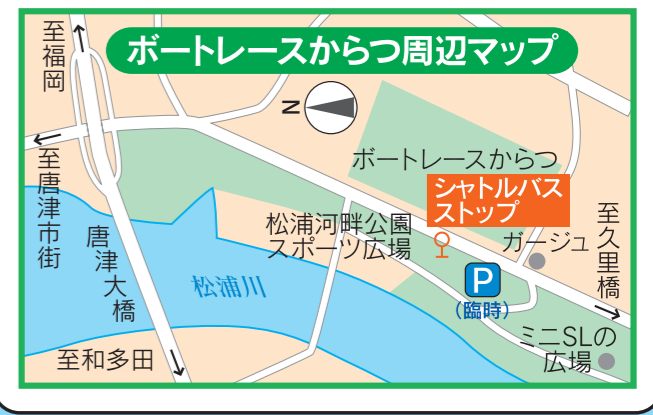 ボートレースからつ周辺マップ
至福岡
N
至唐津市街
ボートレースからつ
シャトルバス
ストップ
松浦河畔公園
スポーツ広場
ガージュ
至久里橋
唐津大橋
松浦川
P
(臨時)
ミニSLの
広場
至和多田